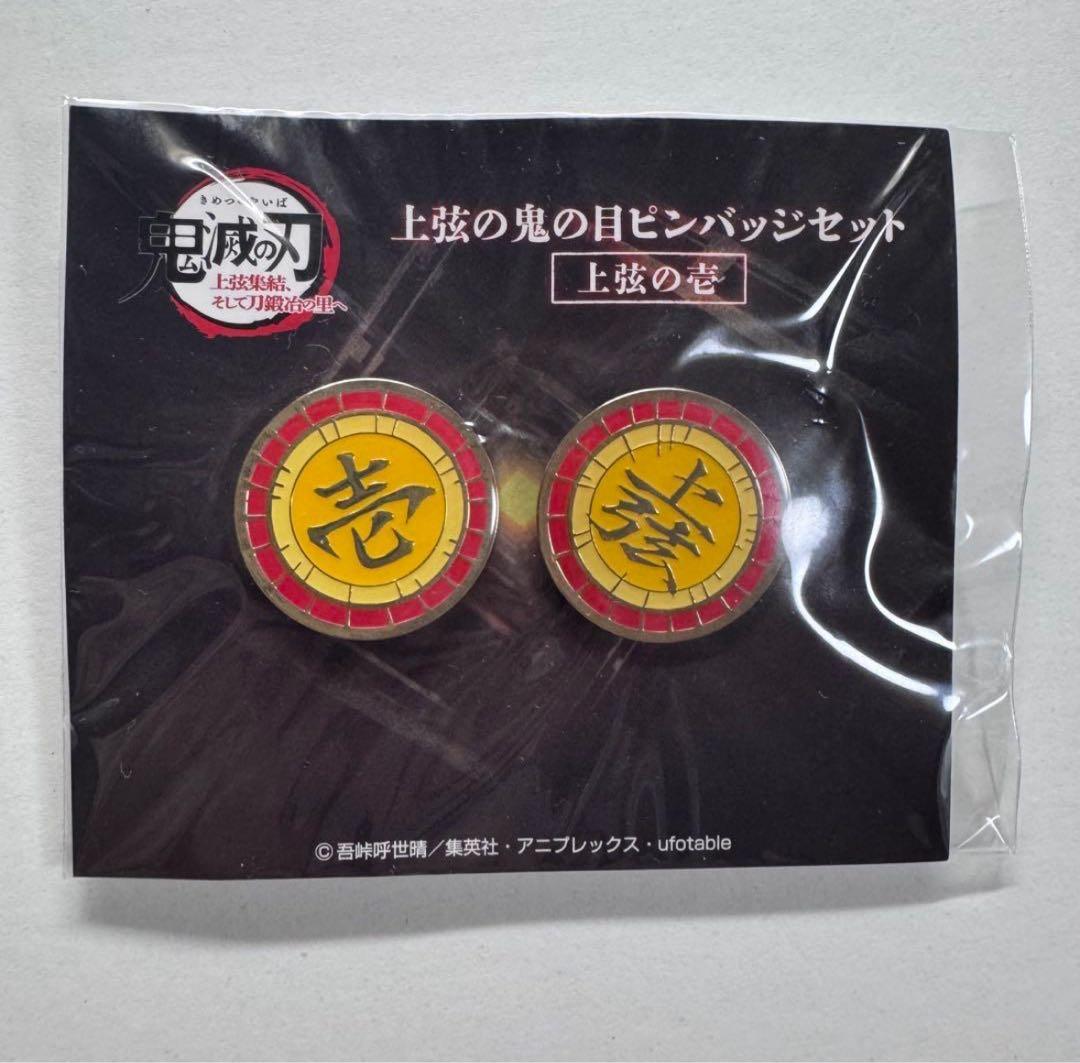 きめつのやいば
鬼滅の刃
上弦集結、
そして刀鍛冶の里へ
上弦の鬼の目ピンバッジセット
上弦の壱
壱
上弦
©吾峠呼世晴／集英社・アニプレックス・ufotable